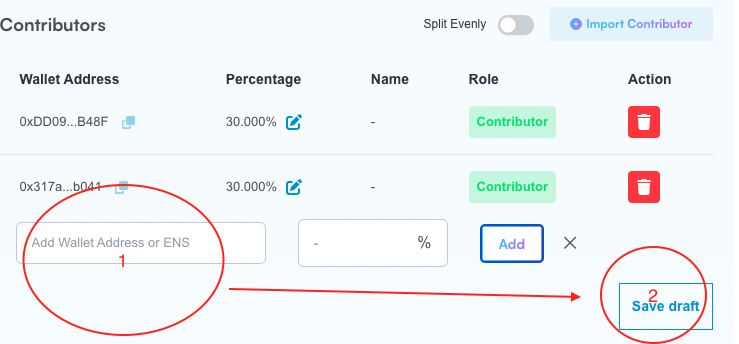 Contributors
Split Evenly
Import Contributor
Wallet Address Percentage Name Role Action
0xDD09...B48F 30.000% - Contributor
0x317a...b041 30.000% - Contributor
Add Wallet Address or ENS - % Add
1
2
Save draft